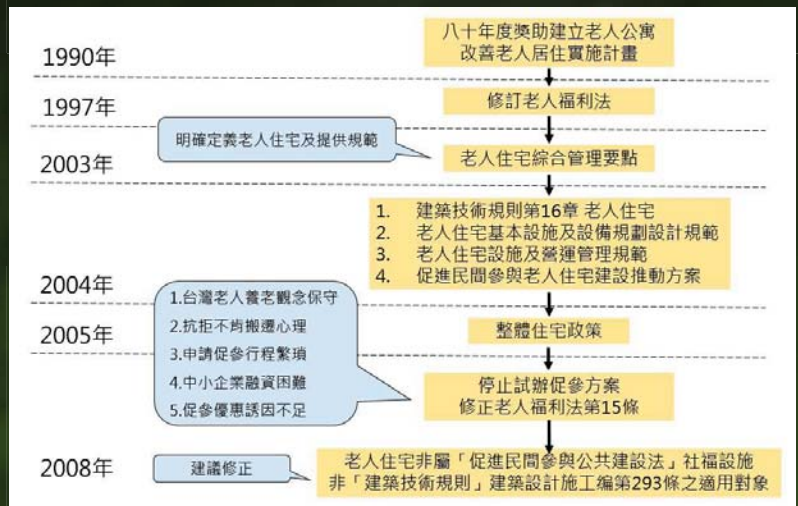 八十年度獎助建立老人公寓
改善老人居住實施計畫
1990年
1997年
修訂老人福利法
明確定義老人住宅及提供規範
2003年
老人住宅綜合管理要點
1. 建築技術規則第16章 老人住宅
2. 老人住宅基本設施及設備規劃設計規範
3. 老人住宅設施及營運管理規範
4. 促進民間參與老人住宅建設推動方案
2004年
1.台灣老人養老觀念保守
2.抗拒不肯搬遷心理
3.申請促參行程繁瑣
4.中小企業融資困難
5.促參優惠誘因不足
2005年
整體住宅政策
停止試辦促參方案
修正老人福利法第15條
2008年
建議修正
老人住宅非屬「促進民間參與公共建設法」社福設施
非「建築技術規則」建築設計施工编第293條之適用對象